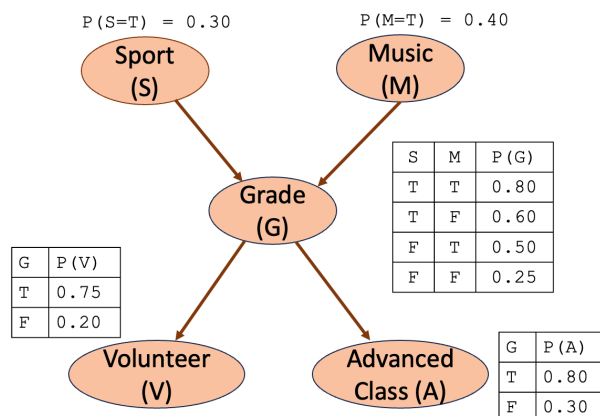 P(S=T) = 0.30
P(M=T) = 0.40
Sport
(S)
Music
(M)
S M P(G)
T T 0.80
T F 0.60
F T 0.50
F F 0.25
Grade
(G)
G P(V)
T 0.75
F 0.20
Volunteer
(V)
Advanced
Class (A)
G P(A)
T 0.80
F 0.30